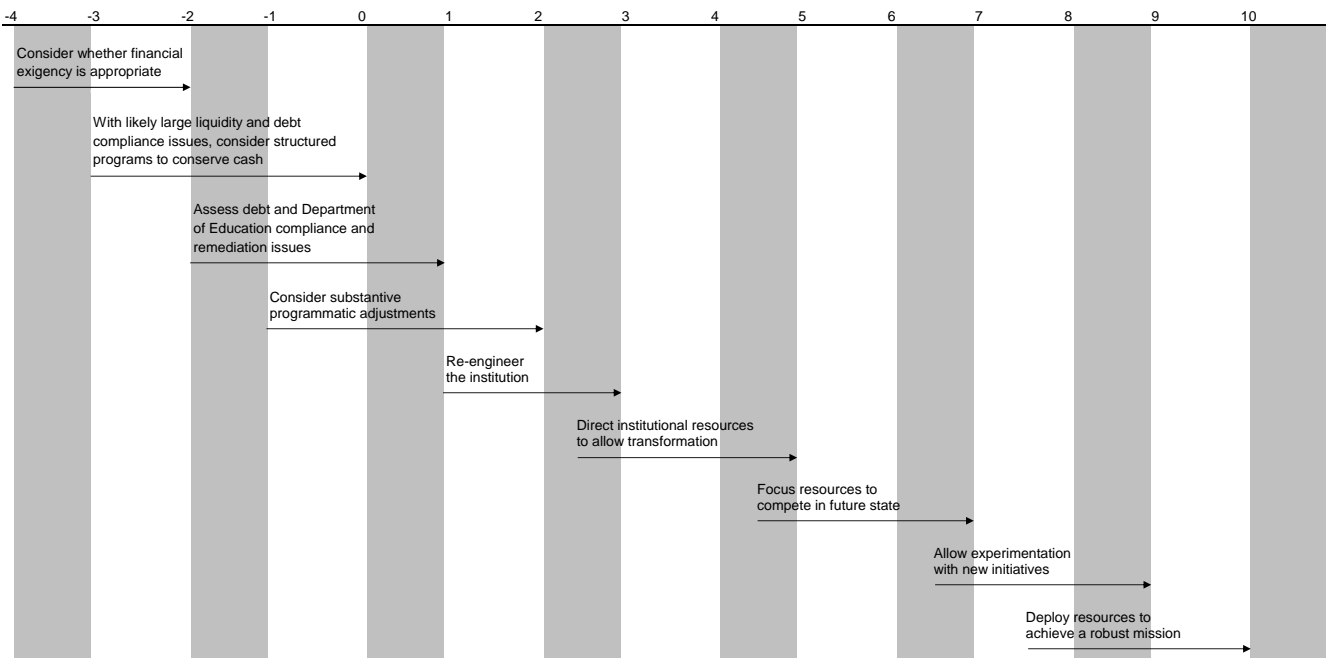 -4 -3 -2 -1 0 1 2 3 4 5 6 7 8 9 10
Consider whether financial
exigency is appropriate
With likely large liquidity and debt
compliance issues, consider structured
programs to conserve cash
Assess debt and Department
of Education compliance and
remediation issues
Consider substantive
programmatic adjustments
Re-engineer
the institution
Direct institutional resources
to allow transformation
Focus resources to
compete in future state
Allow experimentation
with new initiatives
Deploy resources to
achieve a robust mission